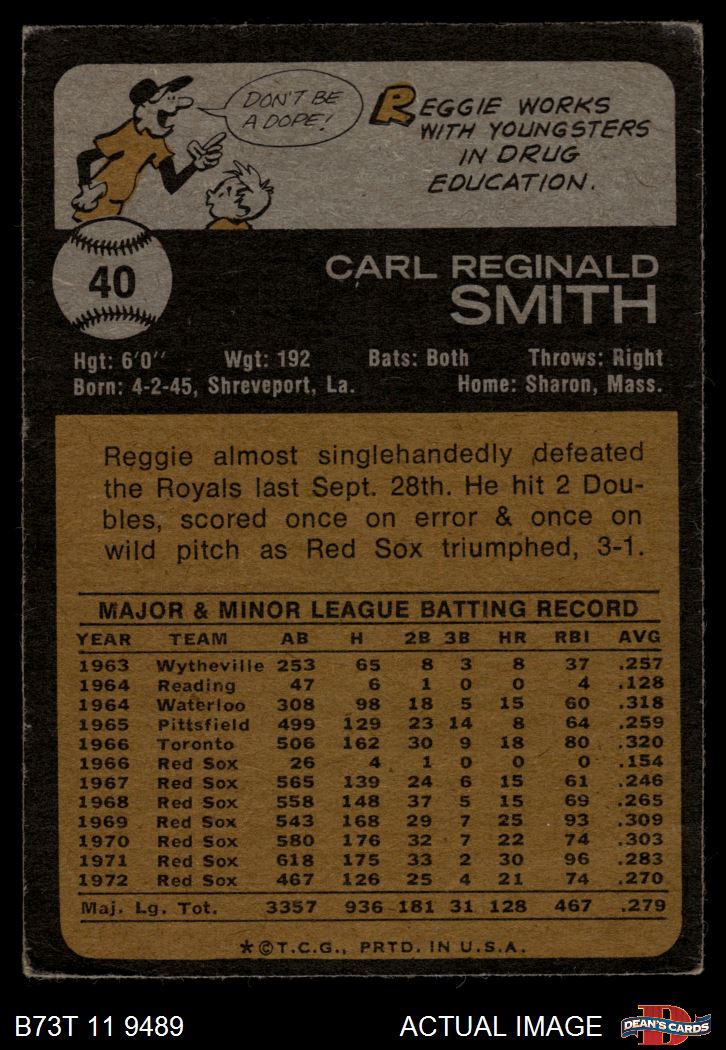 DON'T BE
A DOPE!
REGGIE WORKS
WITH YOUNGSTERS
IN DRUG
EDUCATION.
40
CARL REGINALD
SMITH
Hgt: 6'0'' Wgt: 192 Bats: Both Throws: Right
Born: 4-2-45, Shreveport, La. Home: Sharon, Mass.
Reggie almost singlehandedly defeated
the Royals last Sept. 28th. He hit 2 Dou-
bles, scored once on error & once on
wild pitch as Red Sox triumphed, 3-1.
MAJOR & MINOR LEAGUE BATTING RECORD
YEAR TEAM AB H 2B 3B HR RBI AVG
1963 Wytheville 253 65 8 3 8 37 .257
1964 Reading 47 6 1 0 0 4 .128
1964 Waterloo 308 98 18 5 15 60 .318
1965 Pittsfield 499 129 23 14 8 64 .259
1966 Toronto 506 162 30 9 18 80 .320
1966 Red Sox 26 4 1 0 0 0 .154
1967 Red Sox 565 139 24 6 15 61 .246
1968 Red Sox 558 148 37 5 15 69 .265
1969 Red Sox 543 168 29 7 25 93 .309
1970 Red Sox 580 176 32 7 22 74 .303
1971 Red Sox 618 175 33 2 30 96 .283
1972 Red Sox 467 126 25 4 21 74 .270
Maj. Lg. Tot. 3357 936 181 31 128 467 .279
*©T.C.G., PRTD. IN U.S.A.
B73T 11 9489 ACTUAL IMAGE D DEAN'S CARDS